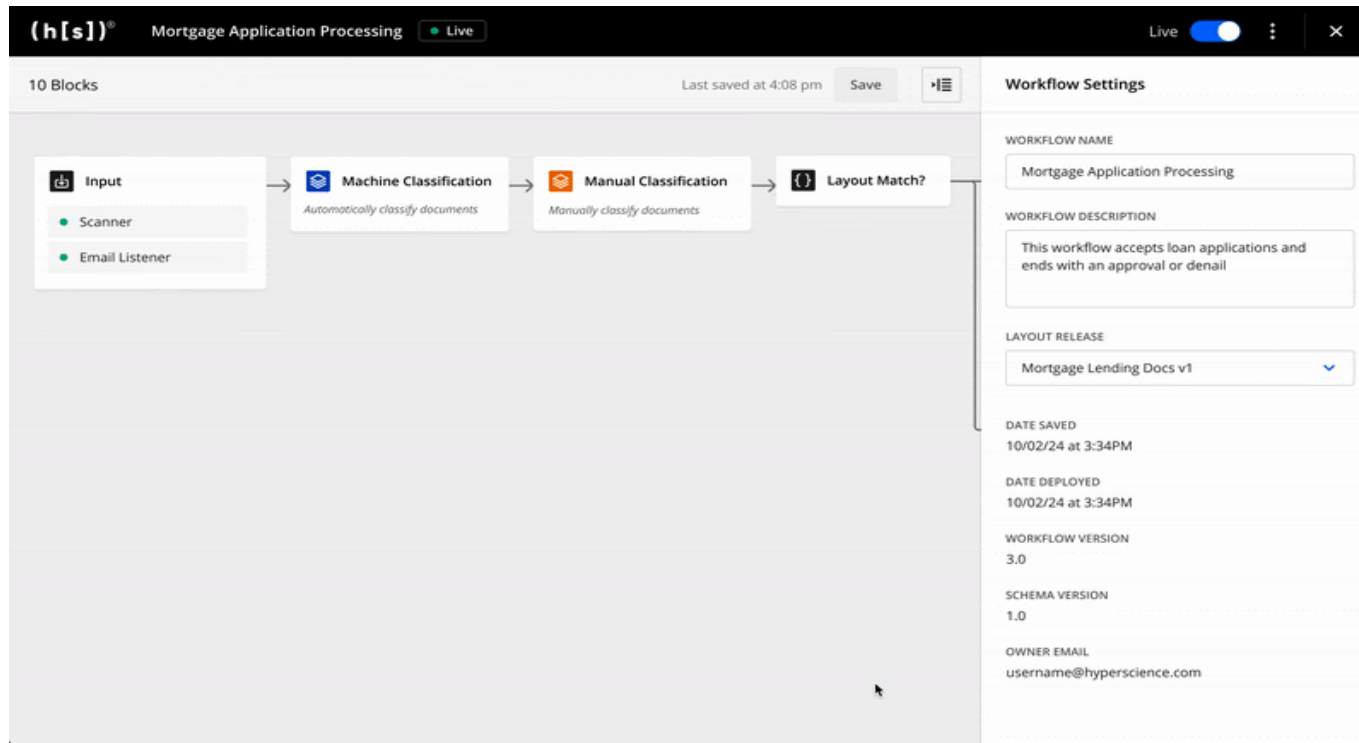 (h[s])®
Mortgage Application Processing
Live
Live
10 Blocks
Last saved at 4:08 pm
Save
Input
Scanner
Email Listener
Machine Classification
Automatically classify documents
Manual Classification
Manually classify documents
{} Layout Match?
Workflow Settings
WORKFLOW NAME
Mortgage Application Processing
WORKFLOW DESCRIPTION
This workflow accepts loan applications and
ends with an approval or denail
LAYOUT RELEASE
Mortgage Lending Docs v1
DATE SAVED
10/02/24 at 3:34PM
DATE DEPLOYED
10/02/24 at 3:34PM
WORKFLOW VERSION
3.0
SCHEMA VERSION
1.0
OWNER EMAIL
username@hyperscience.com